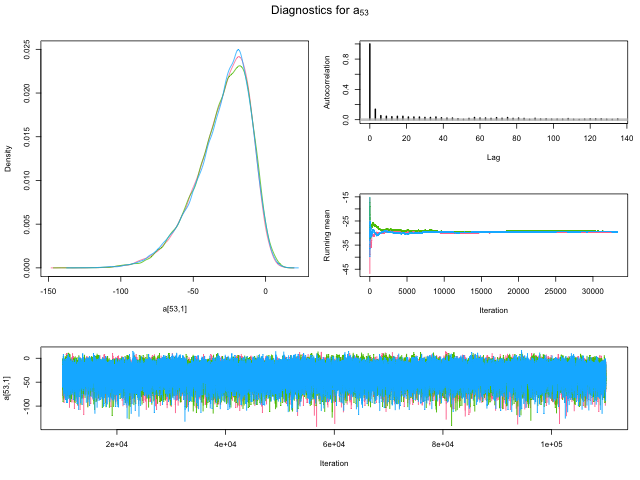 Diagnostics for a53
Density
0.000 0.005 0.010 0.015 0.020 0.025
-150 -100 -50 0
a[53,1]
Autocorrelation
0.0 0.4 0.8
0 20 40 60 80 100 120 140
Lag
Running mean
-45 -35 -25 -15
0 5000 10000 15000 20000 25000 30000
Iteration
a[53,1]
-100 -50 0
2e+04 4e+04 6e+04 8e+04 1e+05
Iteration